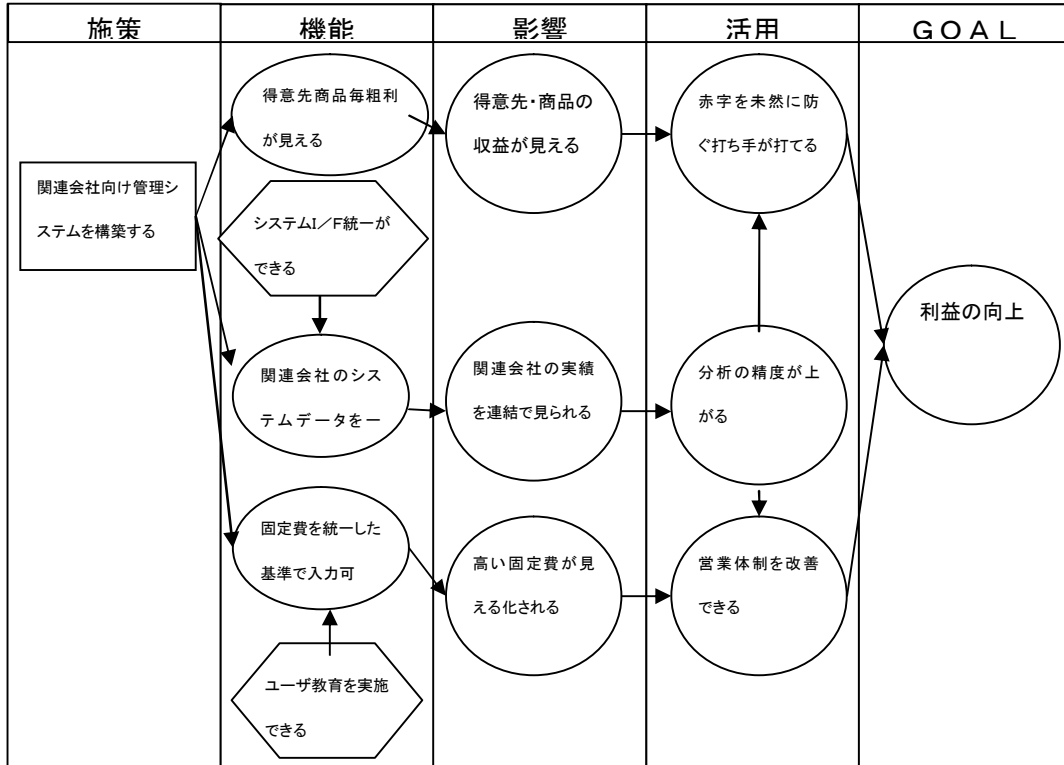 施策
機能
影響
活用
GOAL
得意先商品毎粗利
が見える
得意先・商品の
収益が見える
赤字を未然に防
ぐ打ち手が打てる
関連会社向け管理シ
ステムを構築する
システムI／F統一が
できる
利益の向上
関連会社のシス
テムデータを一
関連会社の実績
を連結で見られる
分析の精度が上
がる
固定費を統一した
基準で入力可
高い固定費が見
える化される
営業体制を改善
できる
ユーザ教育を実施
できる